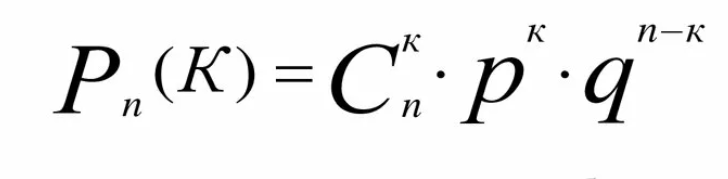 Pₙ(К) = Cₙᵏ · pᵏ · qⁿ⁻ᵏ